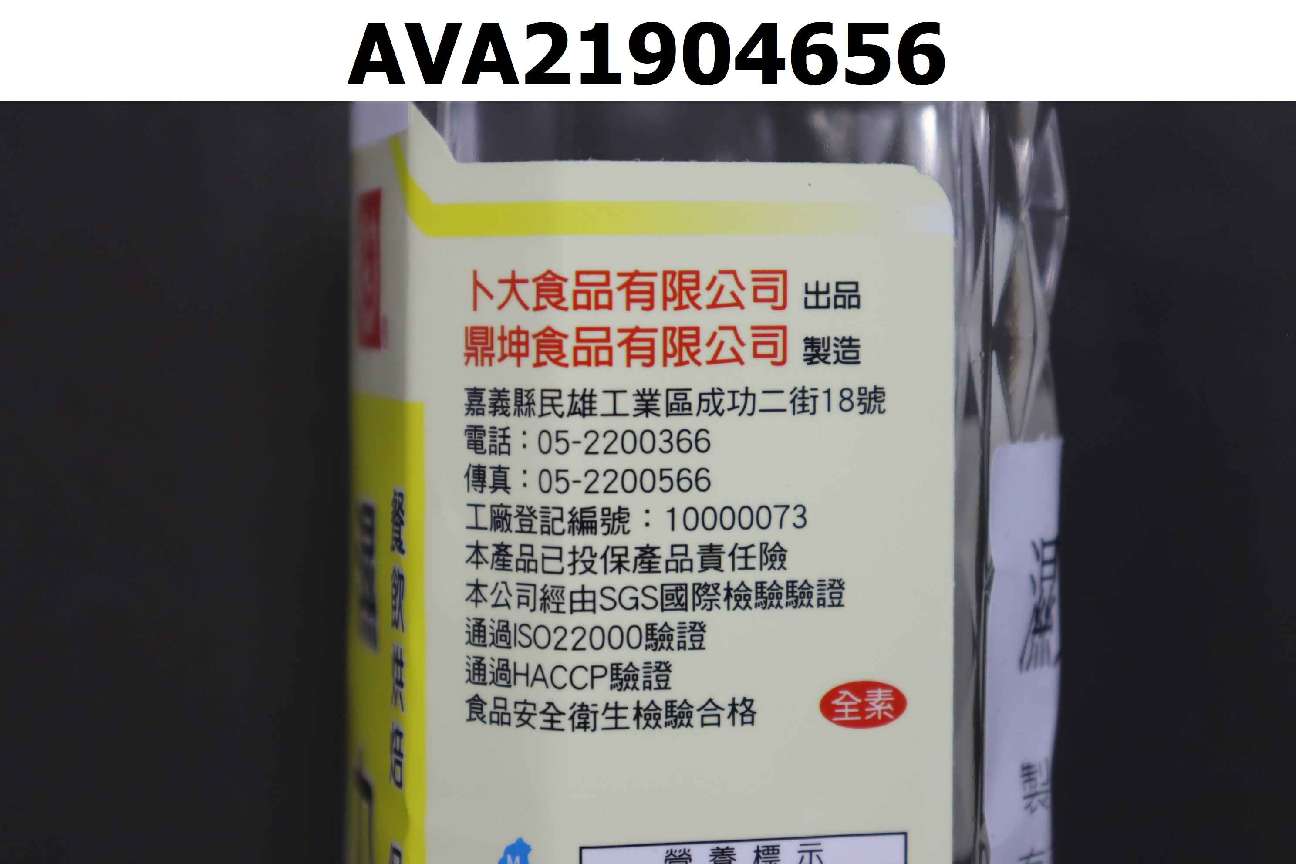 AVA21904656
卜大食品有限公司 出品
鼎坤食品有限公司 製造
嘉義縣民雄工業區成功二街18號
電話：05-2200366
傳真：05-2200566
工廠登記編號：10000073
本產品已投保產品責任險
本公司經由SGS國際檢驗驗證
通過ISO22000驗證
通過HACCP驗證
食品安全衛生檢驗合格
全素
營養標示
餐飲烘焙
製